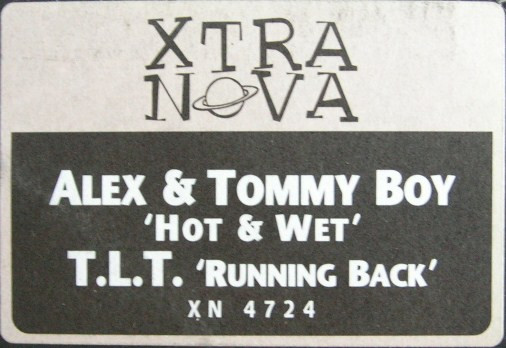 XTRA
NOVA
ALEX & TOMMY BOY
'HOT & WET'
T.L.T. 'RUNNING BACK'
XN 4724